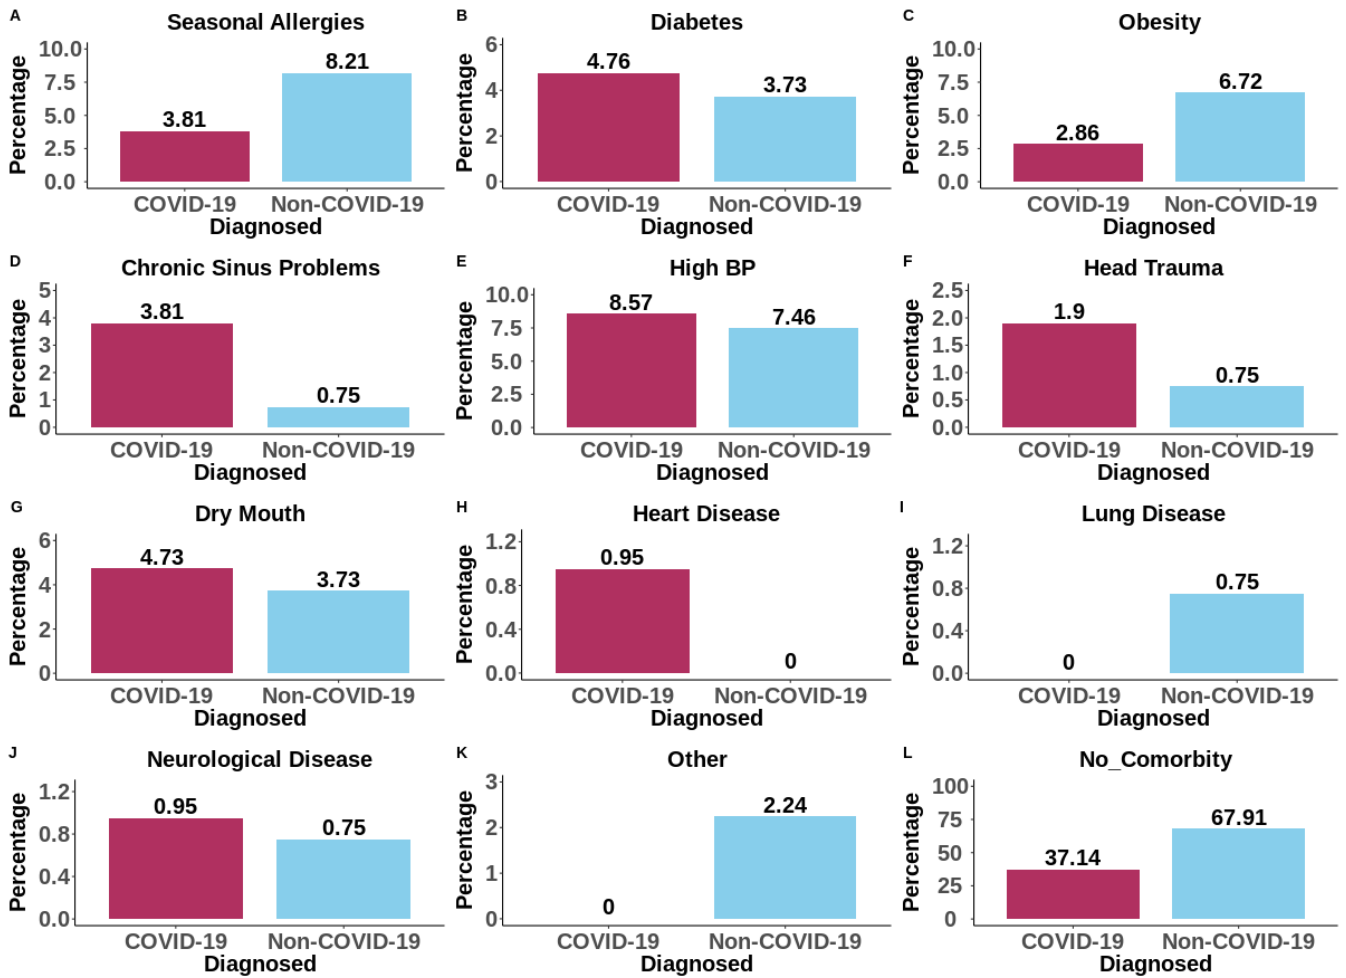 A
Seasonal Allergies
Percentage
10.0
7.5
5.0
2.5
0.0
3.81
8.21
COVID-19 Non-COVID-19
Diagnosed
B
Diabetes
Percentage
6
4
2
0
4.76
3.73
COVID-19 Non-COVID-19
Diagnosed
C
Obesity
Percentage
10.0
7.5
5.0
2.5
0.0
2.86
6.72
COVID-19 Non-COVID-19
Diagnosed
D
Chronic Sinus Problems
Percentage
5
4
3
2
1
0
3.81
0.75
COVID-19 Non-COVID-19
Diagnosed
E
High BP
Percentage
10.0
7.5
5.0
2.5
0.0
8.57
7.46
COVID-19 Non-COVID-19
Diagnosed
F
Head Trauma
Percentage
2.5
2.0
1.5
1.0
0.5
0.0
1.9
0.75
COVID-19 Non-COVID-19
Diagnosed
G
Dry Mouth
Percentage
6
4
2
0
4.73
3.73
COVID-19 Non-COVID-19
Diagnosed
H
Heart Disease
Percentage
1.2
0.8
0.4
0.0
0.95
0
COVID-19 Non-COVID-19
Diagnosed
I
Lung Disease
Percentage
1.2
0.8
0.4
0.0
0
0.75
COVID-19 Non-COVID-19
Diagnosed
J
Neurological Disease
Percentage
1.2
0.8
0.4
0.0
0.95
0.75
COVID-19 Non-COVID-19
Diagnosed
K
Other
Percentage
3
2
1
0
0
2.24
COVID-19 Non-COVID-19
Diagnosed
L
No_Comorbity
Percentage
100
75
50
25
0
37.14
67.91
COVID-19 Non-COVID-19
Diagnosed